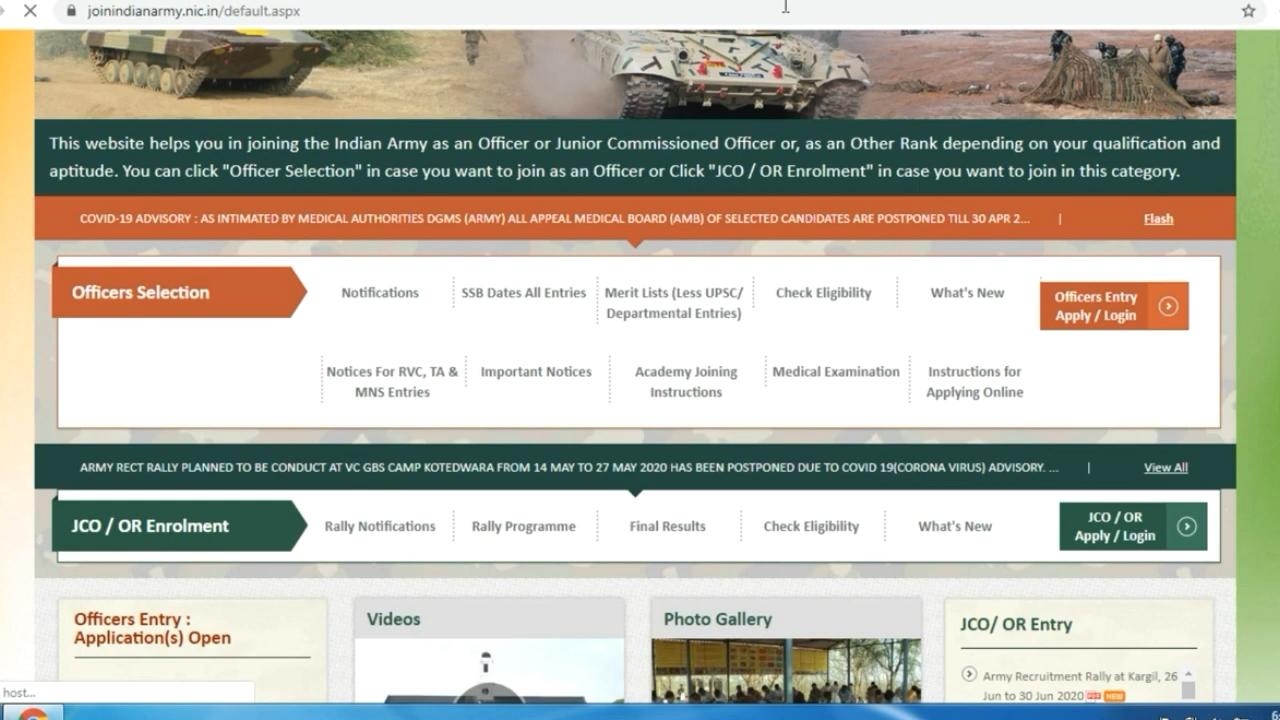 joinindianarmy.nic.in/default.aspx
This website helps you in joining the Indian Army as an Officer or Junior Commissioned Officer or, as an Other Rank depending on your qualification and
aptitude. You can click "Officer Selection" in case you want to join as an Officer or Click "JCO / OR Enrolment" in case you want to join in this category.
COVID-19 ADVISORY : AS INTIMATED BY MEDICAL AUTHORITIES DGMS (ARMY) ALL APPEAL MEDICAL BOARD (AMB) OF SELECTED CANDIDATES ARE POSTPONED TILL 30 APR 2... | Flash
Officers Selection
Notifications
SSB Dates All Entries
Merit Lists (Less UPSC/
Departmental Entries)
Check Eligibility
What's New
Officers Entry
Apply / Login
Notices For RVC, TA &
MNS Entries
Important Notices
Academy Joining
Instructions
Medical Examination
Instructions for
Applying Online
ARMY RECT RALLY PLANNED TO BE CONDUCT AT VC GBS CAMP KOTEDWARA FROM 14 MAY TO 27 MAY 2020 HAS BEEN POSTPONED DUE TO COVID 19(CORONA VIRUS) ADVISORY. ... | View All
JCO / OR Enrolment
Rally Notifications
Rally Programme
Final Results
Check Eligibility
What's New
JCO / OR
Apply / Login
Officers Entry :
Application(s) Open
Videos
Photo Gallery
JCO/ OR Entry
Army Recruitment Rally at Kargil, 26
Jun to 30 Jun 2020 PDF NEW
host...